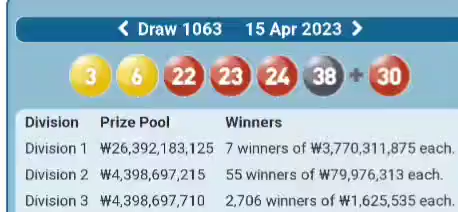 Draw 1063 15 Apr 2023
3 6 22 23 24 38 + 30
Division Prize Pool Winners
Division 1 ₩26,392,183,125 7 winners of ₩3,770,311,875 each.
Division 2 ₩4,398,697,215 55 winners of ₩79,976,313 each.
Division 3 ₩4,398,697,710 2,706 winners of ₩1,625,535 each.